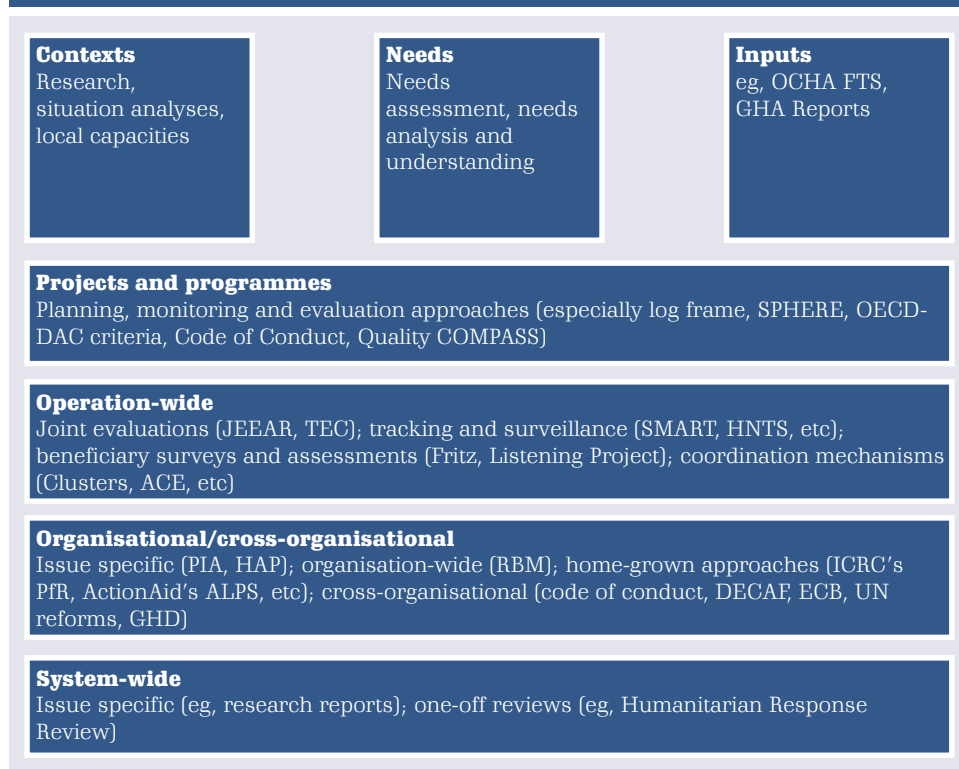 Contexts
Research,
situation analyses,
local capacities
Needs
Needs
assessment, needs
analysis and
understanding
Inputs
eg, OCHA FTS,
GHA Reports
Projects and programmes
Planning, monitoring and evaluation approaches (especially log frame, SPHERE, OECD-
DAC criteria, Code of Conduct, Quality COMPASS)
Operation-wide
Joint evaluations (JEEAR, TEC); tracking and surveillance (SMART, HNTS, etc);
beneficiary surveys and assessments (Fritz, Listening Project); coordination mechanisms
(Clusters, ACE, etc)
Organisational/cross-organisational
Issue specific (PIA, HAP); organisation-wide (RBM); home-grown approaches (ICRC's
PfR, ActionAid's ALPS, etc); cross-organisational (code of conduct, DECAF, ECB, UN
reforms, GHD)
System-wide
Issue specific (eg, research reports); one-off reviews (eg, Humanitarian Response
Review)